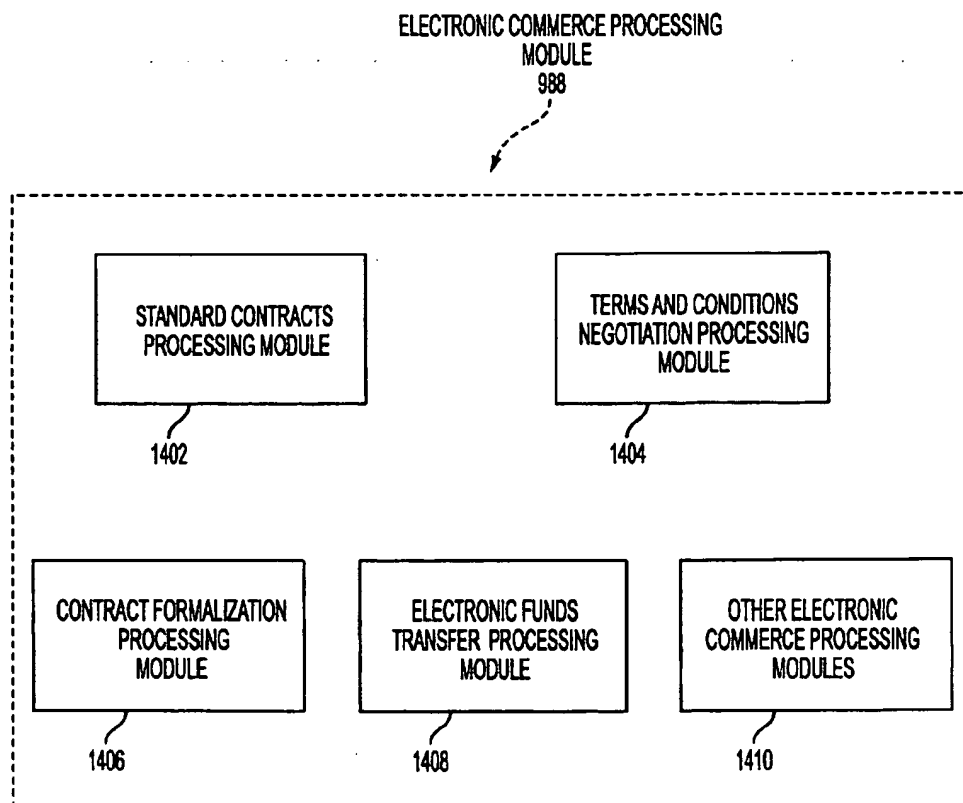 ELECTRONIC COMMERCE PROCESSING
MODULE
988
STANDARD CONTRACTS
PROCESSING MODULE
1402
TERMS AND CONDITIONS
NEGOTIATION PROCESSING
MODULE
1404
CONTRACT FORMALIZATION
PROCESSING
MODULE
1406
ELECTRONIC FUNDS
TRANSFER PROCESSING
MODULE
1408
OTHER ELECTRONIC
COMMERCE PROCESSING
MODULES
1410